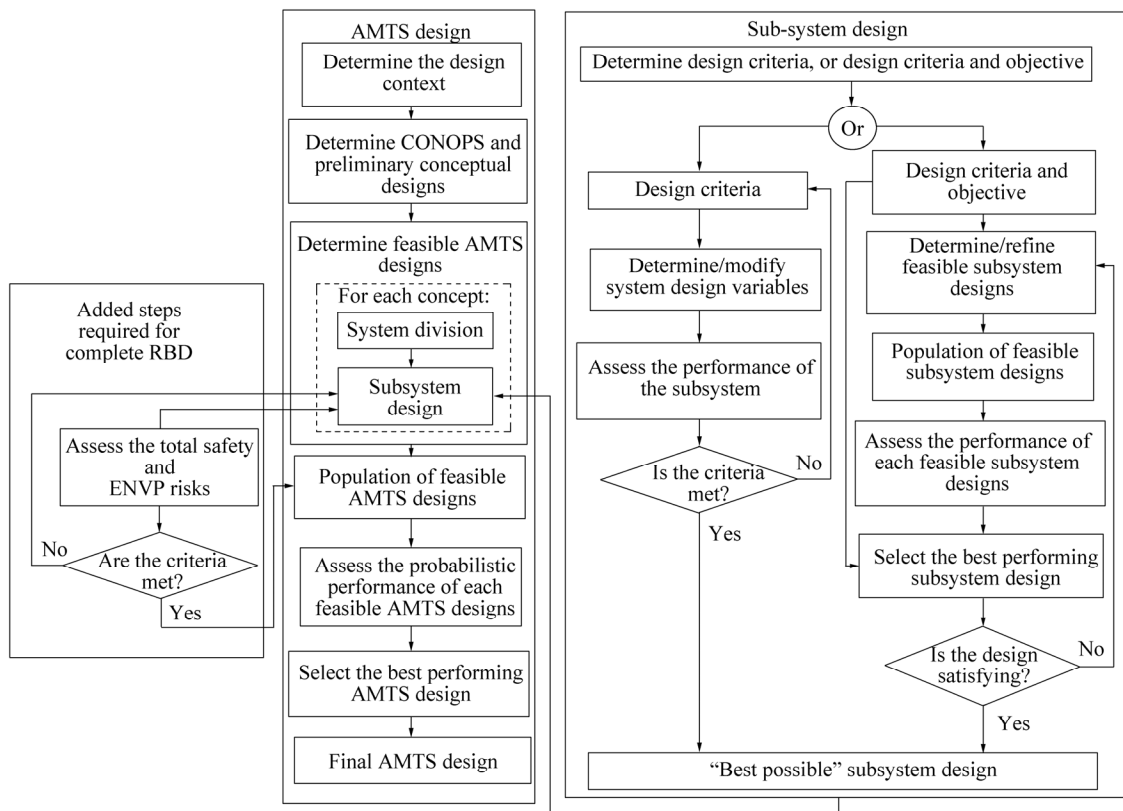 Added steps
required for
complete RBD
Assess the total safety
and
ENVP risks
No
Are the criteria
met?
Yes
AMTS design
Determine the design
context
Determine CONOPS and
preliminary conceptual
designs
Determine feasible AMTS
designs
For each concept:
System division
Subsystem
design
Population of feasible
AMTS designs
Assess the probabilistic
performance of each
feasible AMTS designs
Select the best performing
AMTS design
Final AMTS design
Sub-system design
Determine design criteria, or design criteria and objective
Or
Design criteria
Determine/modify
system design variables
Assess the performance of
the subsystem
Is the criteria
met?
No
Yes
Design criteria and
objective
Determine/refine
feasible subsystem
designs
Population of feasible
subsystem designs
Assess the performance of
each feasible subsystem
designs
Select the best performing
subsystem design
Is the design
satisfying?
No
Yes
“Best possible” subsystem design